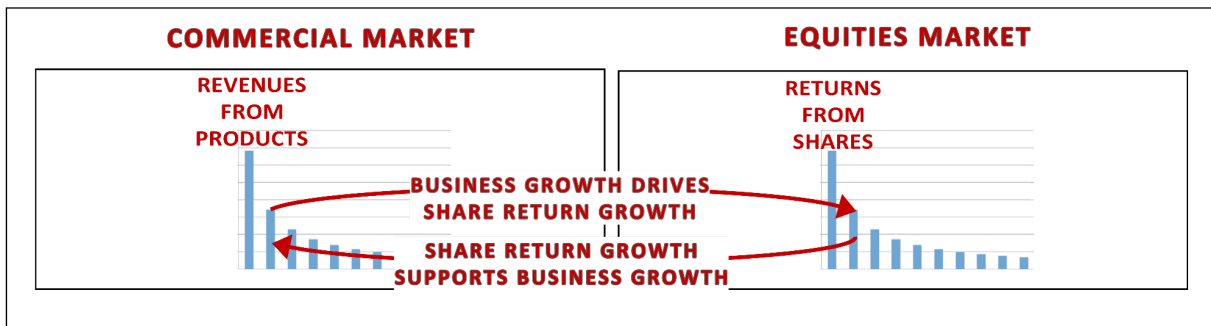 COMMERCIAL MARKET
EQUITIES MARKET
REVENUES
FROM
PRODUCTS
RETURNS
FROM
SHARES
BUSINESS GROWTH DRIVES
SHARE RETURN GROWTH
SHARE RETURN GROWTH
SUPPORTS BUSINESS GROWTH